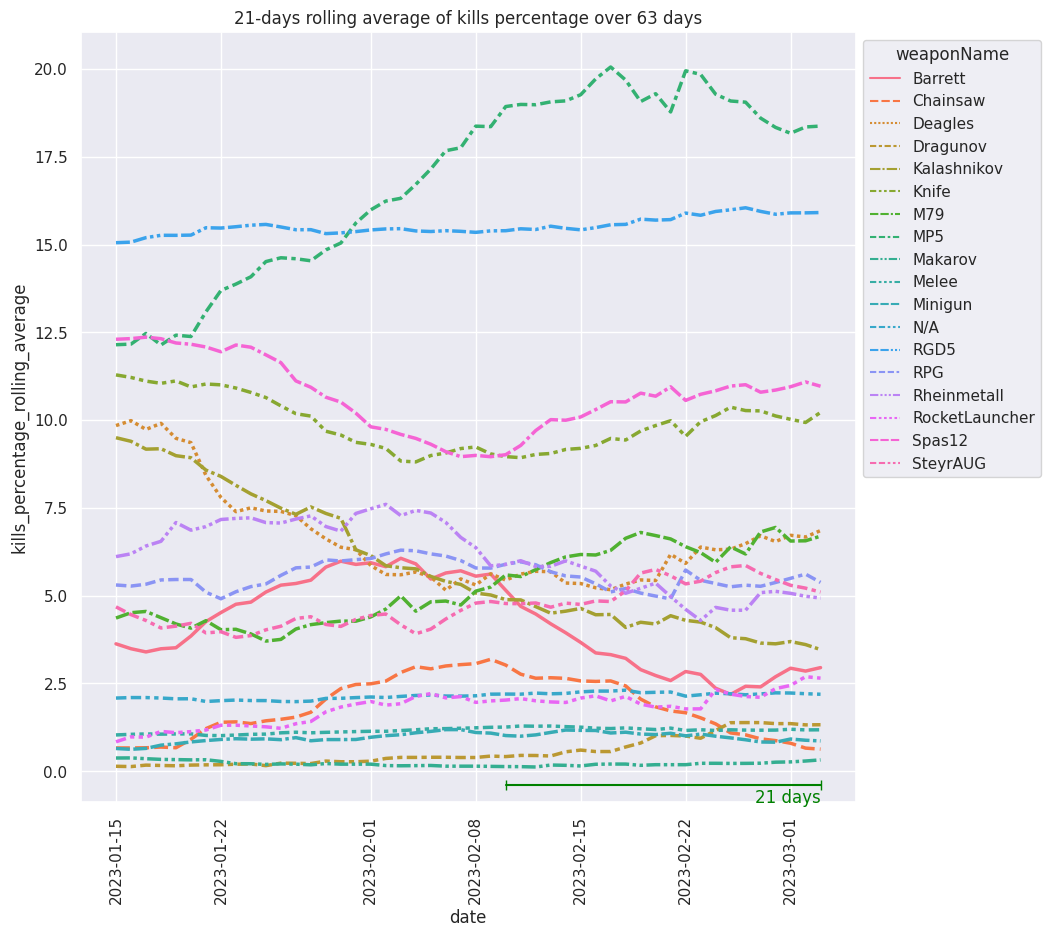 21-days rolling average of kills percentage over 63 days
kills_percentage_rolling_average
20.0
17.5
15.0
12.5
10.0
7.5
5.0
2.5
0.0
21 days
2023-01-15
2023-01-22
2023-02-01
2023-02-08
2023-02-15
2023-02-22
2023-03-01
date
weaponName
Barrett
Chainsaw
Deagles
Dragunov
Kalashnikov
Knife
M79
MP5
Makarov
Melee
Minigun
N/A
RGD5
RPG
Rheinmetall
RocketLauncher
Spas12
SteyrAUG